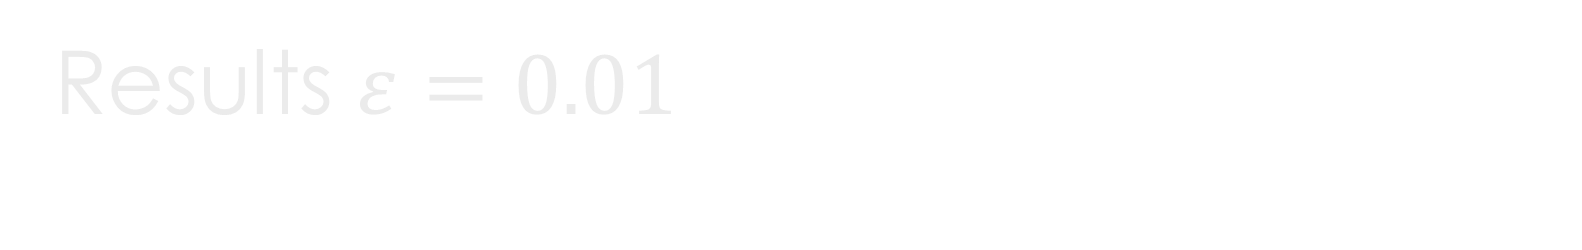 Results ε = 0.01